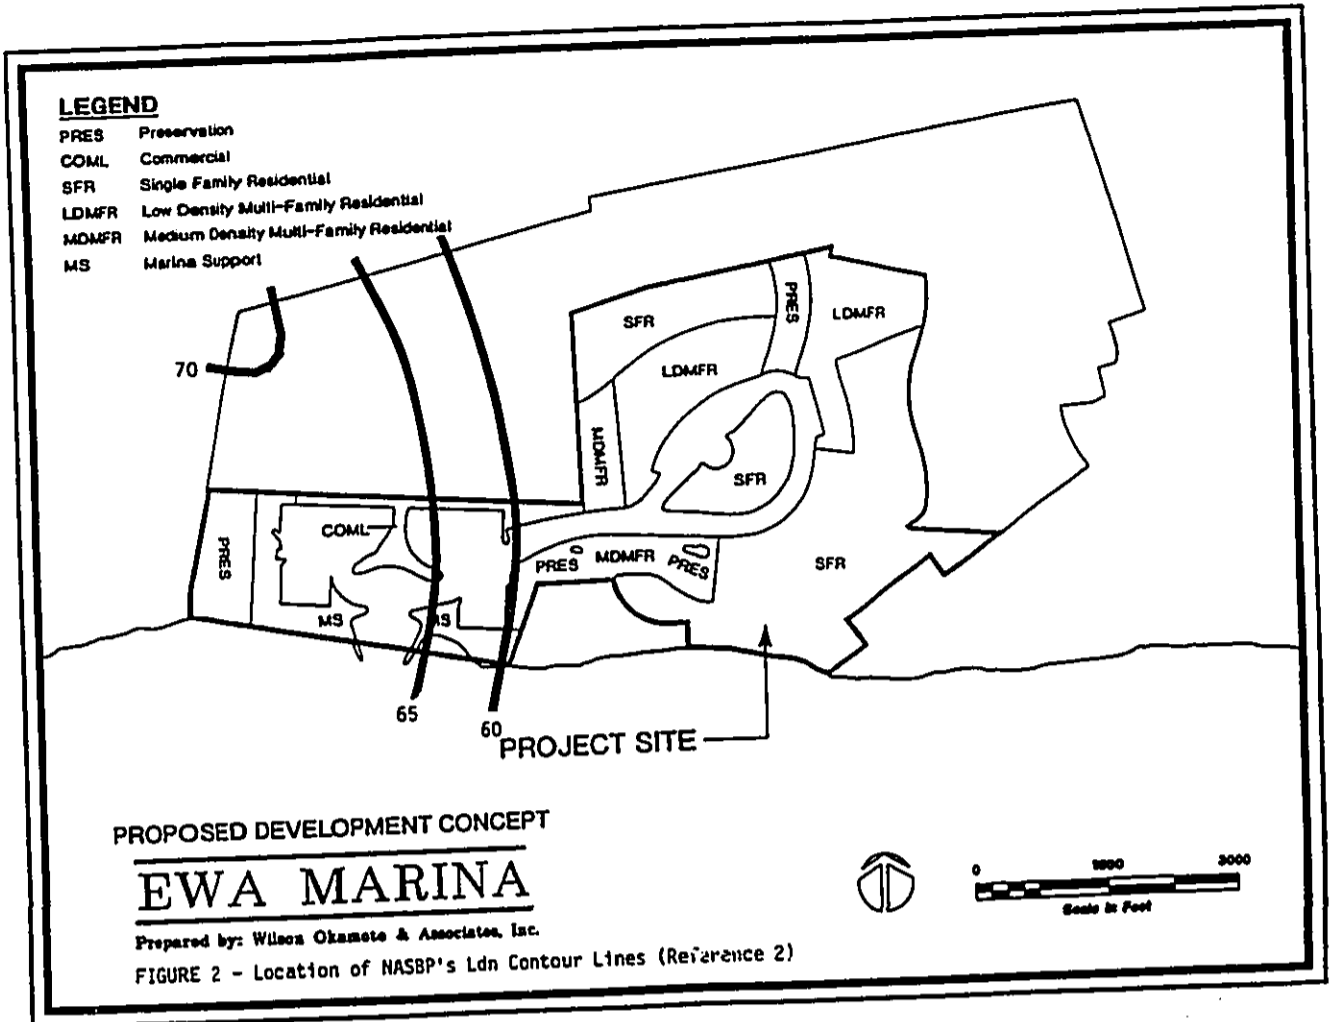 LEGEND
PRES Preservation
COML Commercial
SFR Single Family Residential
LDMFR Low Density Multi-Family Residential
MDMFR Medium Density Multi-Family Residential
MS Marina Support
70
SFR
PRES
LDMFR
LDMFR
MDMFR
SFR
COML
PRES
PRES
MDMFR
PRES
SFR
MS
MS
65
60
PROJECT SITE
PROPOSED DEVELOPMENT CONCEPT
EWA MARINA
Prepared by: Wilson Okamoto & Associates, Inc.
0 1500 3000
Scale in Feet
FIGURE 2 - Location of NASBP's Ldn Contour Lines (Reference 2)